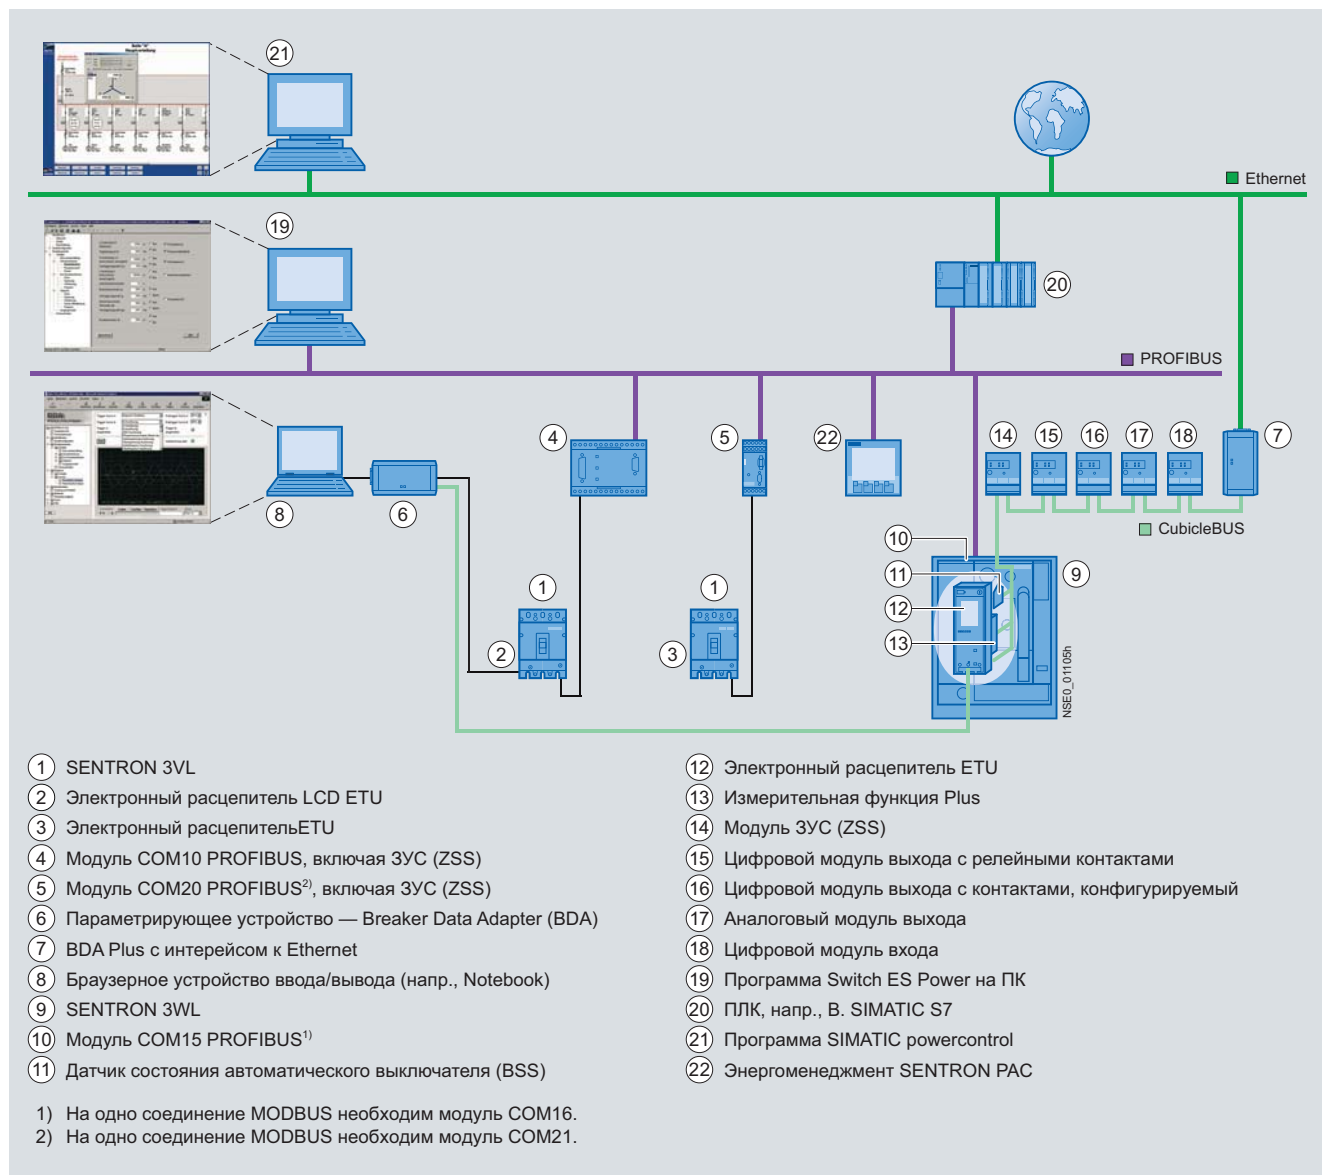 21
Ethernet
19
20
PROFIBUS
4
5
22
14
15
16
17
18
7
8
6
CubicleBUS
10
11
9
1
1
12
2
3
13
NSE0_01105h
1 SENTRON 3VL
2 Электронный расцепитель LCD ETU
3 Электронный расцепительETU
4 Модуль COM10 PROFIBUS, включая ЗУС (ZSS)
5 Модуль COM20 PROFIBUS2), включая ЗУС (ZSS)
6 Параметрирующее устройство — Breaker Data Adapter (BDA)
7 BDA Plus с интерейсом к Ethernet
8 Браузерное устройство ввода/вывода (напр., Notebook)
9 SENTRON 3WL
10 Модуль COM15 PROFIBUS1)
11 Датчик состояния автоматического выключателя (BSS)
12 Электронный расцепитель ETU
13 Измерительная функция Plus
14 Модуль ЗУС (ZSS)
15 Цифровой модуль выхода с релейными контактами
16 Цифровой модуль выхода с контактами, конфигурируемый
17 Аналоговый модуль выхода
18 Цифровой модуль входа
19 Программа Switch ES Power на ПК
20 ПЛК, напр., В. SIMATIC S7
21 Программа SIMATIC powercontrol
22 Энергоменеджмент SENTRON PAC
1) На одно соединение MODBUS необходим модуль COM16.
2) На одно соединение MODBUS необходим модуль COM21.